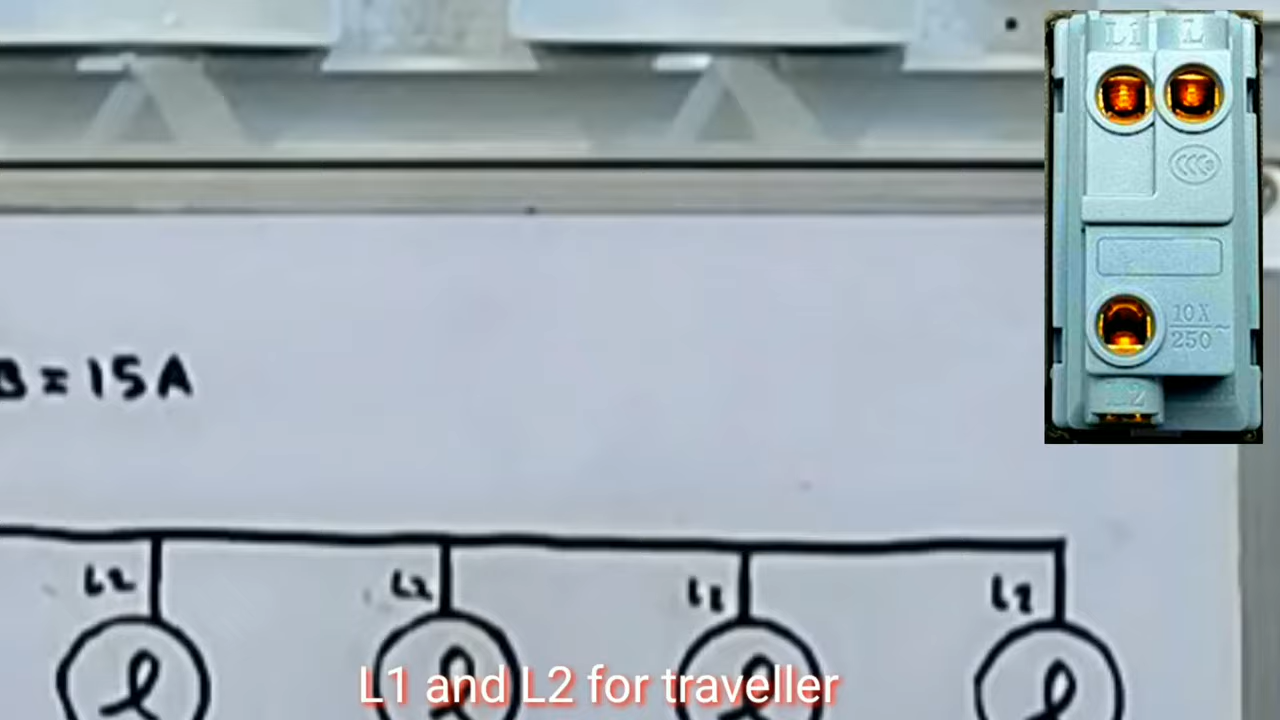 L1 L
10X
250~
L2
B = 15A
L2 L2 L2 L2
L1 and L2 for traveller